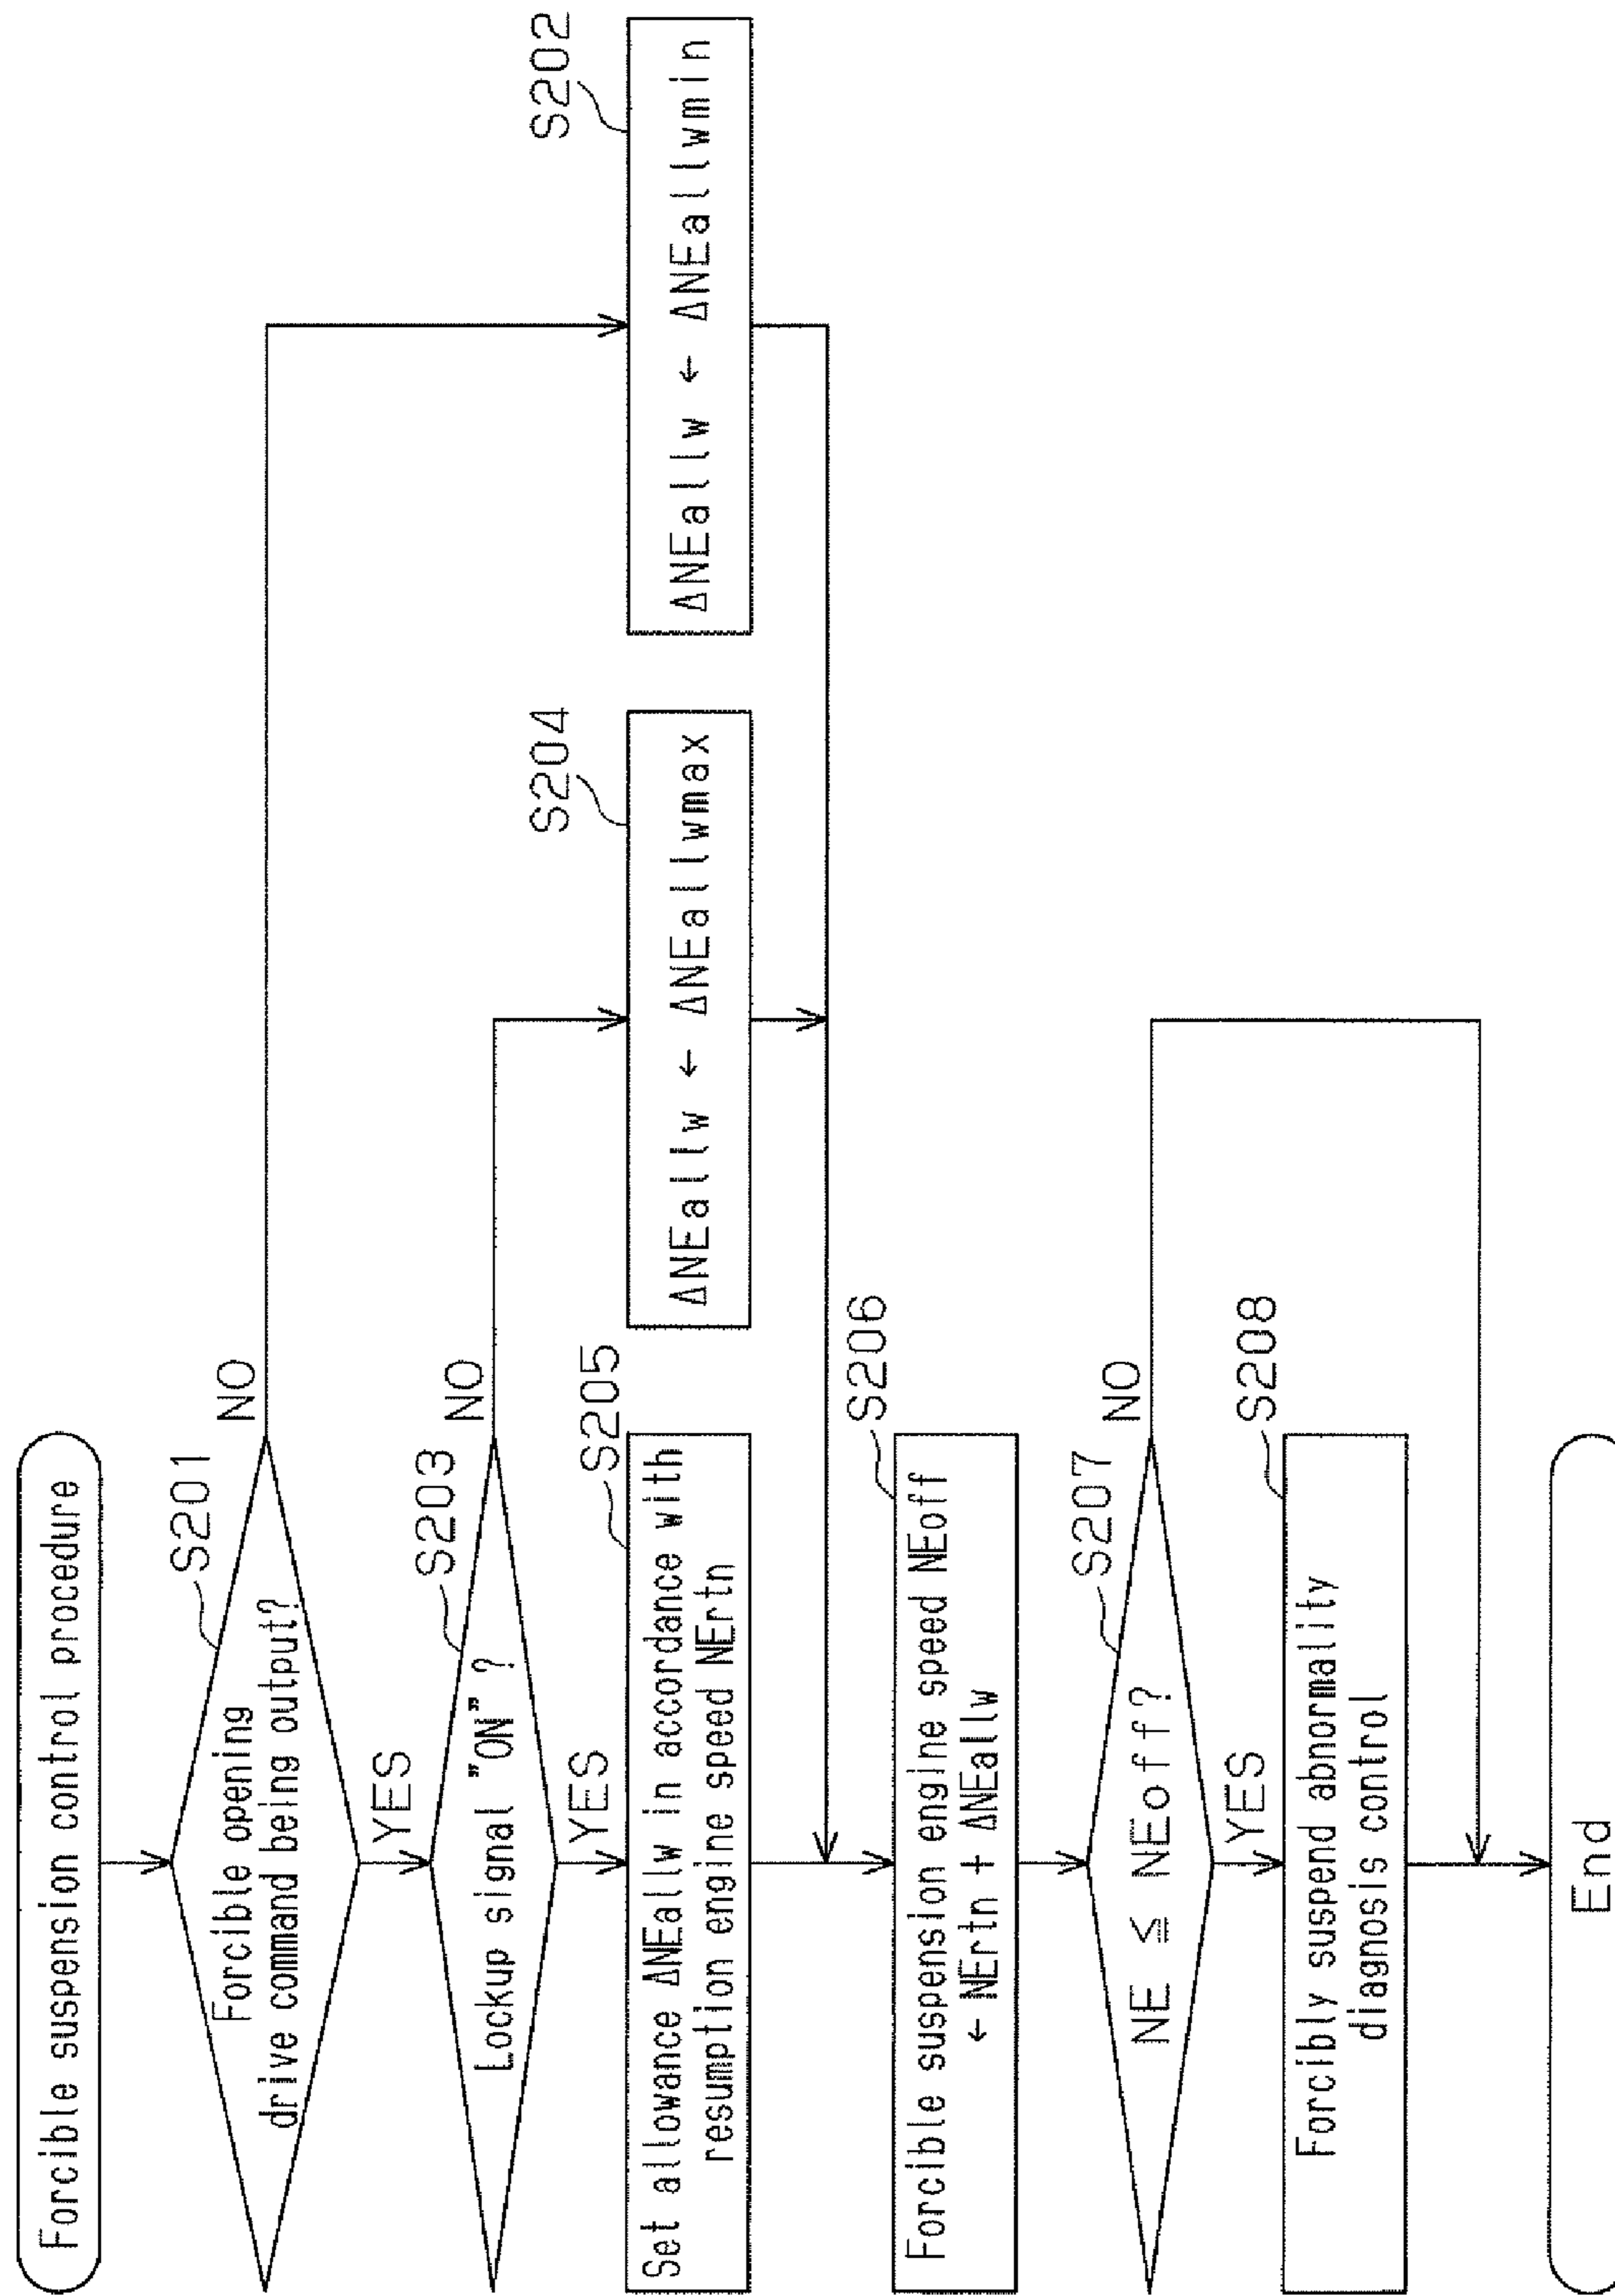 Forcible suspension control procedure
S201
Forcible opening
drive command being output?
NO
YES
S202
ΔNEallw ← ΔNEallwmin
S203
Lockup signal "ON"?
NO
YES
S204
ΔNEallw ← ΔNEallwmax
S205
Set allowance ΔNEallw in accordance with
resumption engine speed NErtn
S206
Forcible suspension engine speed NEoff
← NErtn + ΔNEallw
S207
NE ≦ NEoff?
NO
YES
S208
Forcibly suspend abnormality
diagnosis control
End